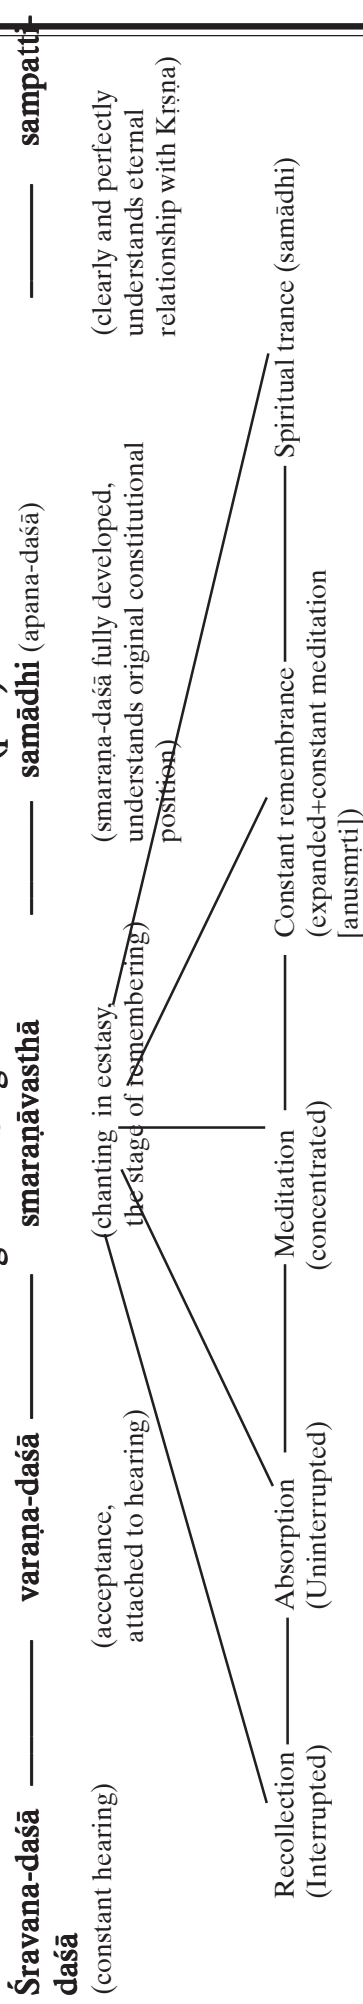 Śravana-daśā —— varaṇa-daśā —— smaraṇāvasthā —— samādhi (apana-daśā) —— sampatti-
daśā
(constant hearing)
(acceptance,
attached to hearing)
(chanting in ecstasy,
the stage of remembering)
(smaraṇa-daśā fully developed,
understands original constitutional
position)
(clearly and perfectly
understands eternal
relationship with Kṛṣṇa)
Recollection —— Absorption —— Meditation —— Constant remembrance —— Spiritual trance (samādhi)
(Interrupted)
(Uninterrupted)
(concentrated)
(expanded+constant meditation
[anusmṛti])